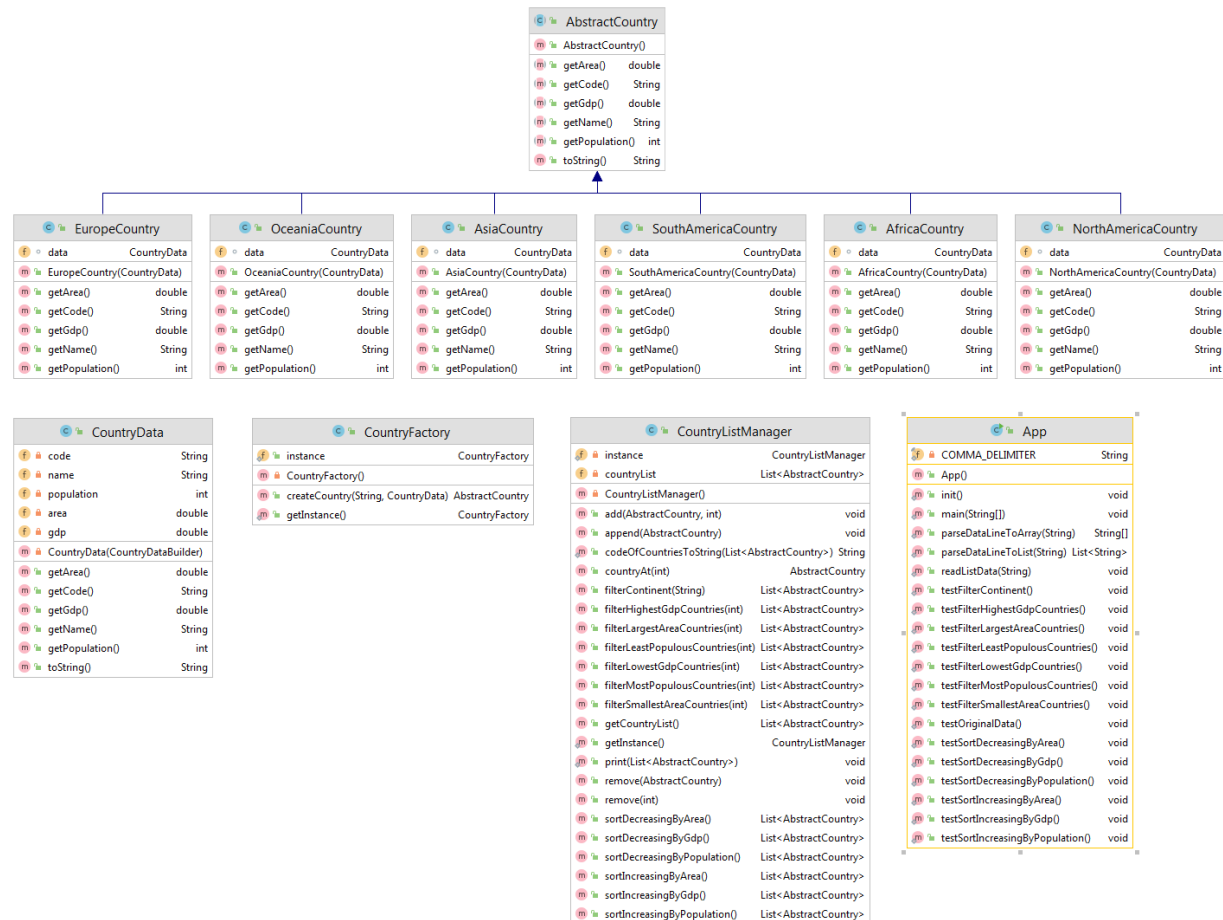 AbstractCountry
AbstractCountry()
getArea() double
getCode() String
getGdp() double
getName() String
getPopulation() int
toString() String
EuropeCountry
data CountryData
EuropeCountry(CountryData)
getArea() double
getCode() String
getGdp() double
getName() String
getPopulation() int
OceaniaCountry
data CountryData
OceaniaCountry(CountryData)
getArea() double
getCode() String
getGdp() double
getName() String
getPopulation() int
AsiaCountry
data CountryData
AsiaCountry(CountryData)
getArea() double
getCode() String
getGdp() double
getName() String
getPopulation() int
SouthAmericaCountry
data CountryData
SouthAmericaCountry(CountryData)
getArea() double
getCode() String
getGdp() double
getName() String
getPopulation() int
AfricaCountry
data CountryData
AfricaCountry(CountryData)
getArea() double
getCode() String
getGdp() double
getName() String
getPopulation() int
NorthAmericaCountry
data CountryData
NorthAmericaCountry(CountryData)
getArea() double
getCode() String
getGdp() double
getName() String
getPopulation() int
CountryData
code String
name String
population int
area double
gdp double
CountryData(CountryDataBuilder)
getArea() double
getCode() String
getGdp() double
getName() String
getPopulation() int
toString() String
CountryFactory
instance CountryFactory
CountryFactory()
createCountry(String, CountryData) AbstractCountry
getInstance() CountryFactory
CountryListManager
instance CountryListManager
countryList List<AbstractCountry>
CountryListManager()
add(AbstractCountry, int) void
append(AbstractCountry) void
codeOfCountriesToString(List<AbstractCountry>) String
countryAt(int) AbstractCountry
filterContinent(String) List<AbstractCountry>
filterHighestGdpCountries(int) List<AbstractCountry>
filterLargestAreaCountries(int) List<AbstractCountry>
filterLeastPopulousCountries(int) List<AbstractCountry>
filterLowestGdpCountries(int) List<AbstractCountry>
filterMostPopulousCountries(int) List<AbstractCountry>
filterSmallestAreaCountries(int) List<AbstractCountry>
getCountryList() List<AbstractCountry>
getInstance() CountryListManager
print(List<AbstractCountry>) void
remove(AbstractCountry) void
remove(int) void
sortDecreasingByArea() List<AbstractCountry>
sortDecreasingByGdp() List<AbstractCountry>
sortDecreasingByPopulation() List<AbstractCountry>
sortIncreasingByArea() List<AbstractCountry>
sortIncreasingByGdp() List<AbstractCountry>
sortIncreasingByPopulation() List<AbstractCountry>
App
COMMA_DELIMITER String
App()
init() void
main(String[]) void
parseDataLineToArray(String) String[]
parseDataLineToList(String) List<String>
readListData(String) void
testFilterContinent() void
testFilterHighestGdpCountries() void
testFilterLargestAreaCountries() void
testFilterLeastPopulousCountries() void
testFilterLowestGdpCountries() void
testFilterMostPopulousCountries() void
testFilterSmallestAreaCountries() void
testOriginalData() void
testSortDecreasingByArea() void
testSortDecreasingByGdp() void
testSortDecreasingByPopulation() void
testSortIncreasingByArea() void
testSortIncreasingByGdp() void
testSortIncreasingByPopulation() void